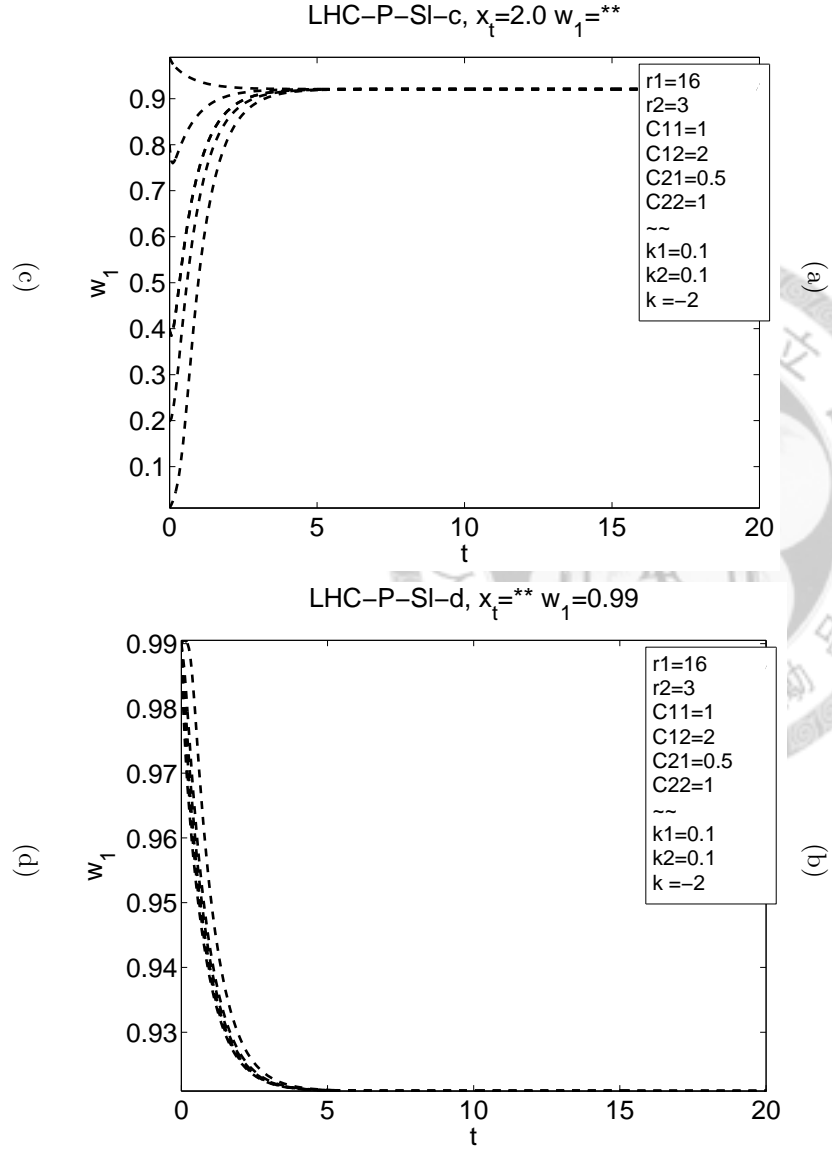 LHC−P−Sl−c, x_t=2.0 w_1=**
0.9
0.8
0.7
0.6
0.5
0.4
0.3
0.2
0.1
w_1
0 5 10 15 20
t
r1=16
r2=3
C11=1
C12=2
C21=0.5
C22=1
~~
k1=0.1
k2=0.1
k =−2
(c)
(a)
立
LHC−P−Sl−d, x_t=** w_1=0.99
0.99
0.98
0.97
0.96
0.95
0.94
0.93
w_1
0 5 10 15 20
t
r1=16
r2=3
C11=1
C12=2
C21=0.5
C22=1
~~
k1=0.1
k2=0.1
k =−2
(d)
(b)